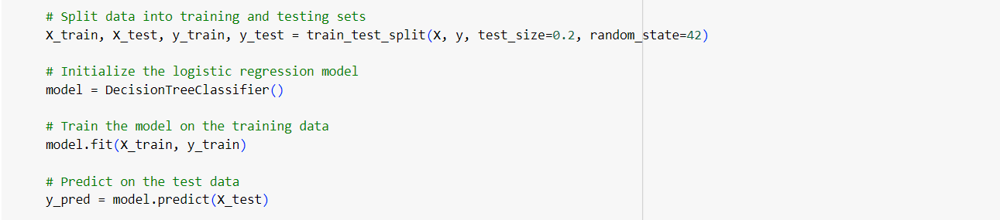 # Split data into training and testing sets
X_train, X_test, y_train, y_test = train_test_split(X, y, test_size=0.2, random_state=42)
# Initialize the logistic regression model
model = DecisionTreeClassifier()
# Train the model on the training data
model.fit(X_train, y_train)
# Predict on the test data
y_pred = model.predict(X_test)